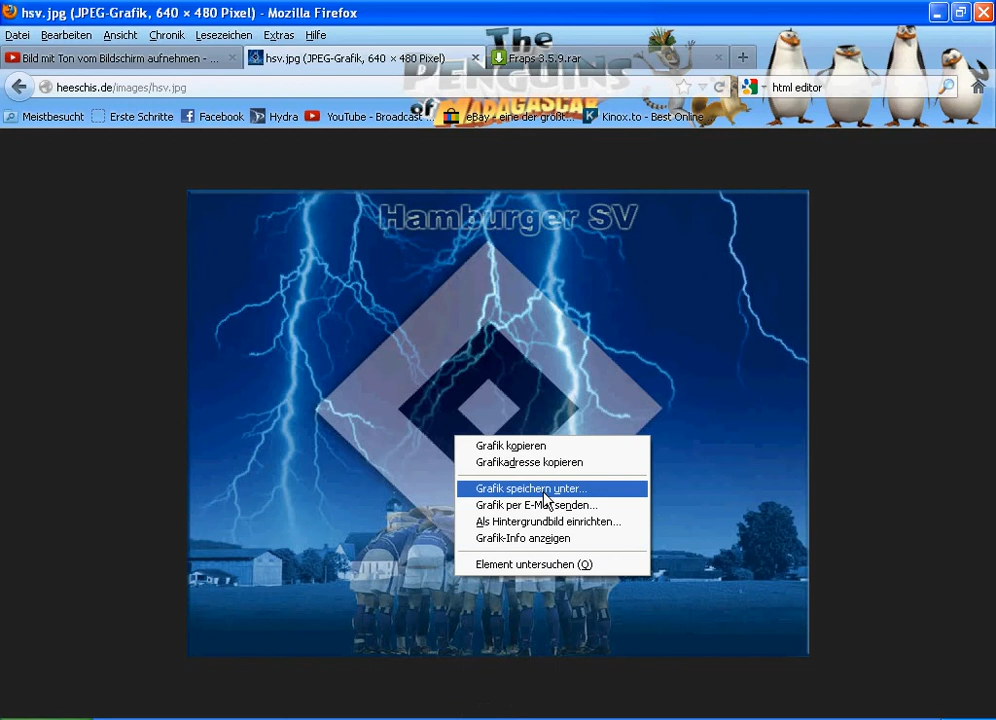 hsv.jpg (JPEG-Grafik, 640 × 480 Pixel) - Mozilla Firefox
Datei Bearbeiten Ansicht Chronik Lesezeichen Extras Hilfe
Bild mit Ton vom Bildschirm aufnehmen - ... hsv.jpg (JPEG-Grafik, 640 × 480 Pixel) Fraps 3.5.9.rar
The
PENGUINS
of MADAGASCAR
heeschis.de/images/hsv.jpg html editor
Meistbesucht Erste Schritte Facebook Hydra YouTube - Broadcast ... eBay - eine der größt... Kinox.to - Best Online ...
Hamburger SV
Grafik kopieren
Grafikadresse kopieren
Grafik speichern unter...
Grafik per E-Mail senden...
Als Hintergrundbild einrichten...
Grafik-Info anzeigen
Element untersuchen (Q)